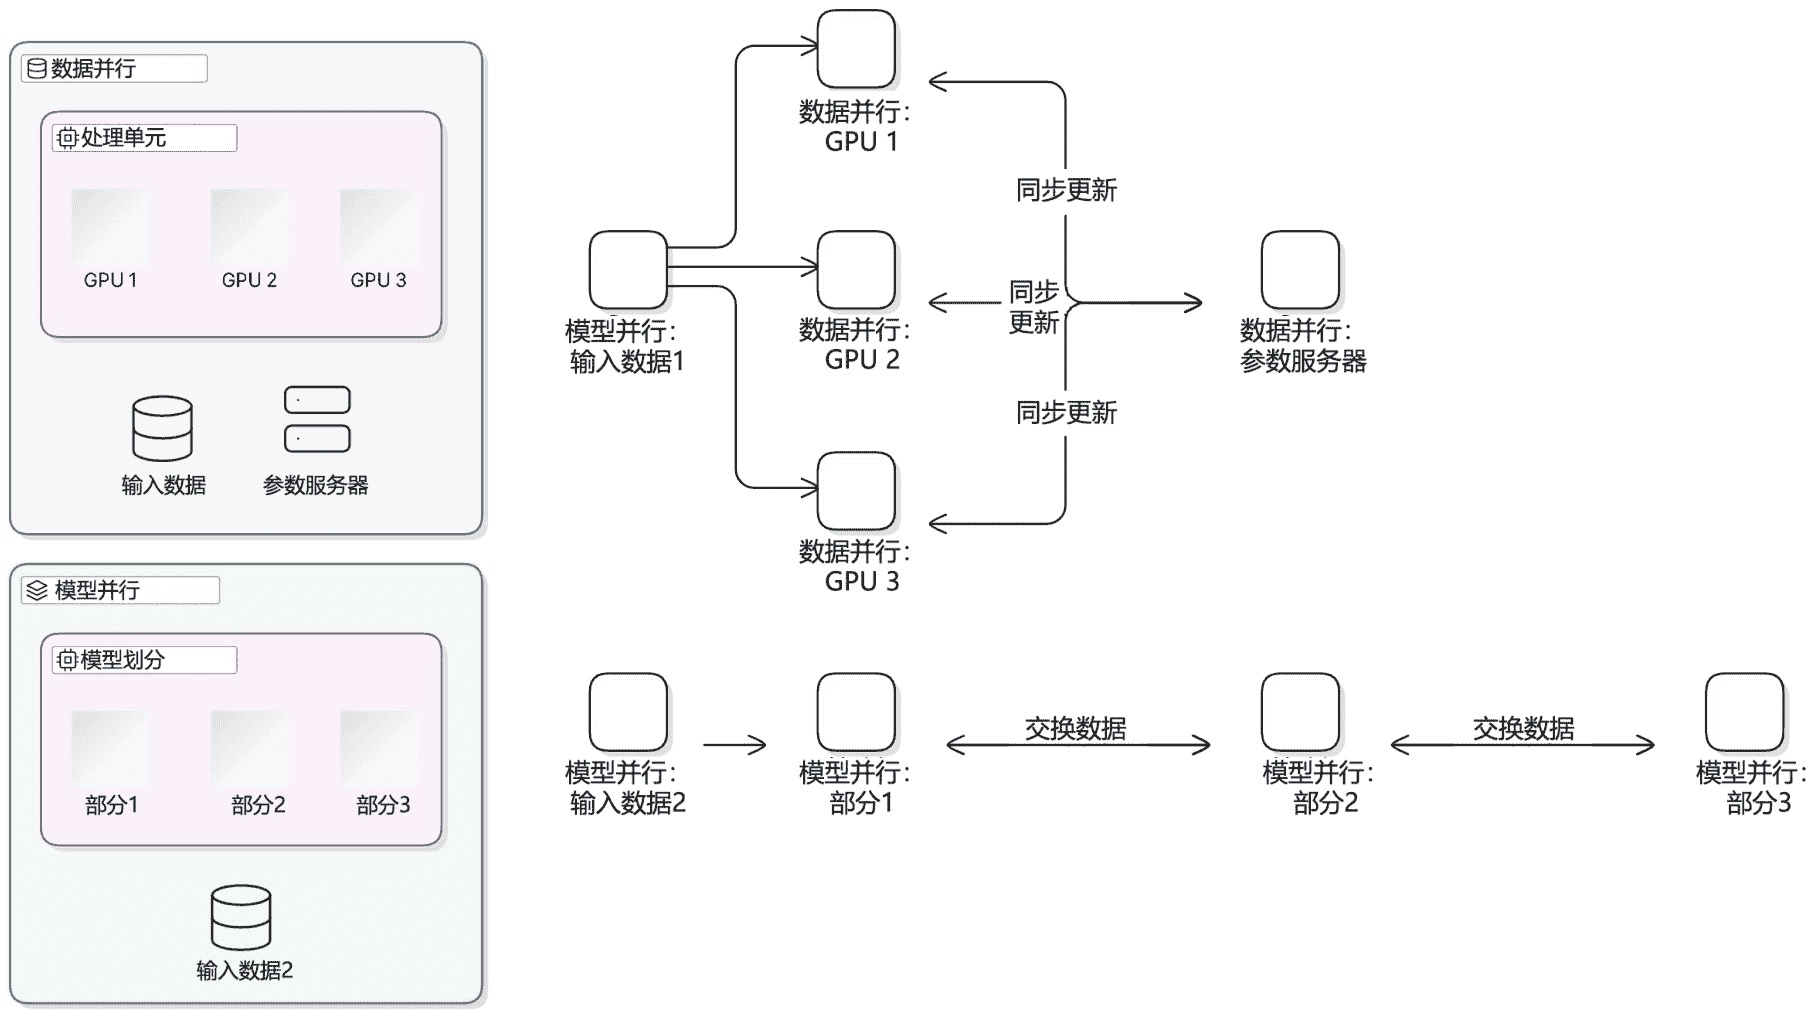 数据并行
处理单元
GPU 1
GPU 2
GPU 3
输入数据
参数服务器
模型并行
模型划分
部分1
部分2
部分3
输入数据2
数据并行：
GPU 1
同步更新
模型并行：
输入数据1
数据并行：
GPU 2
同步
更新
数据并行：
参数服务器
同步更新
数据并行：
GPU 3
模型并行：
输入数据2
模型并行：
部分1
交换数据
模型并行：
部分2
交换数据
模型并行：
部分3